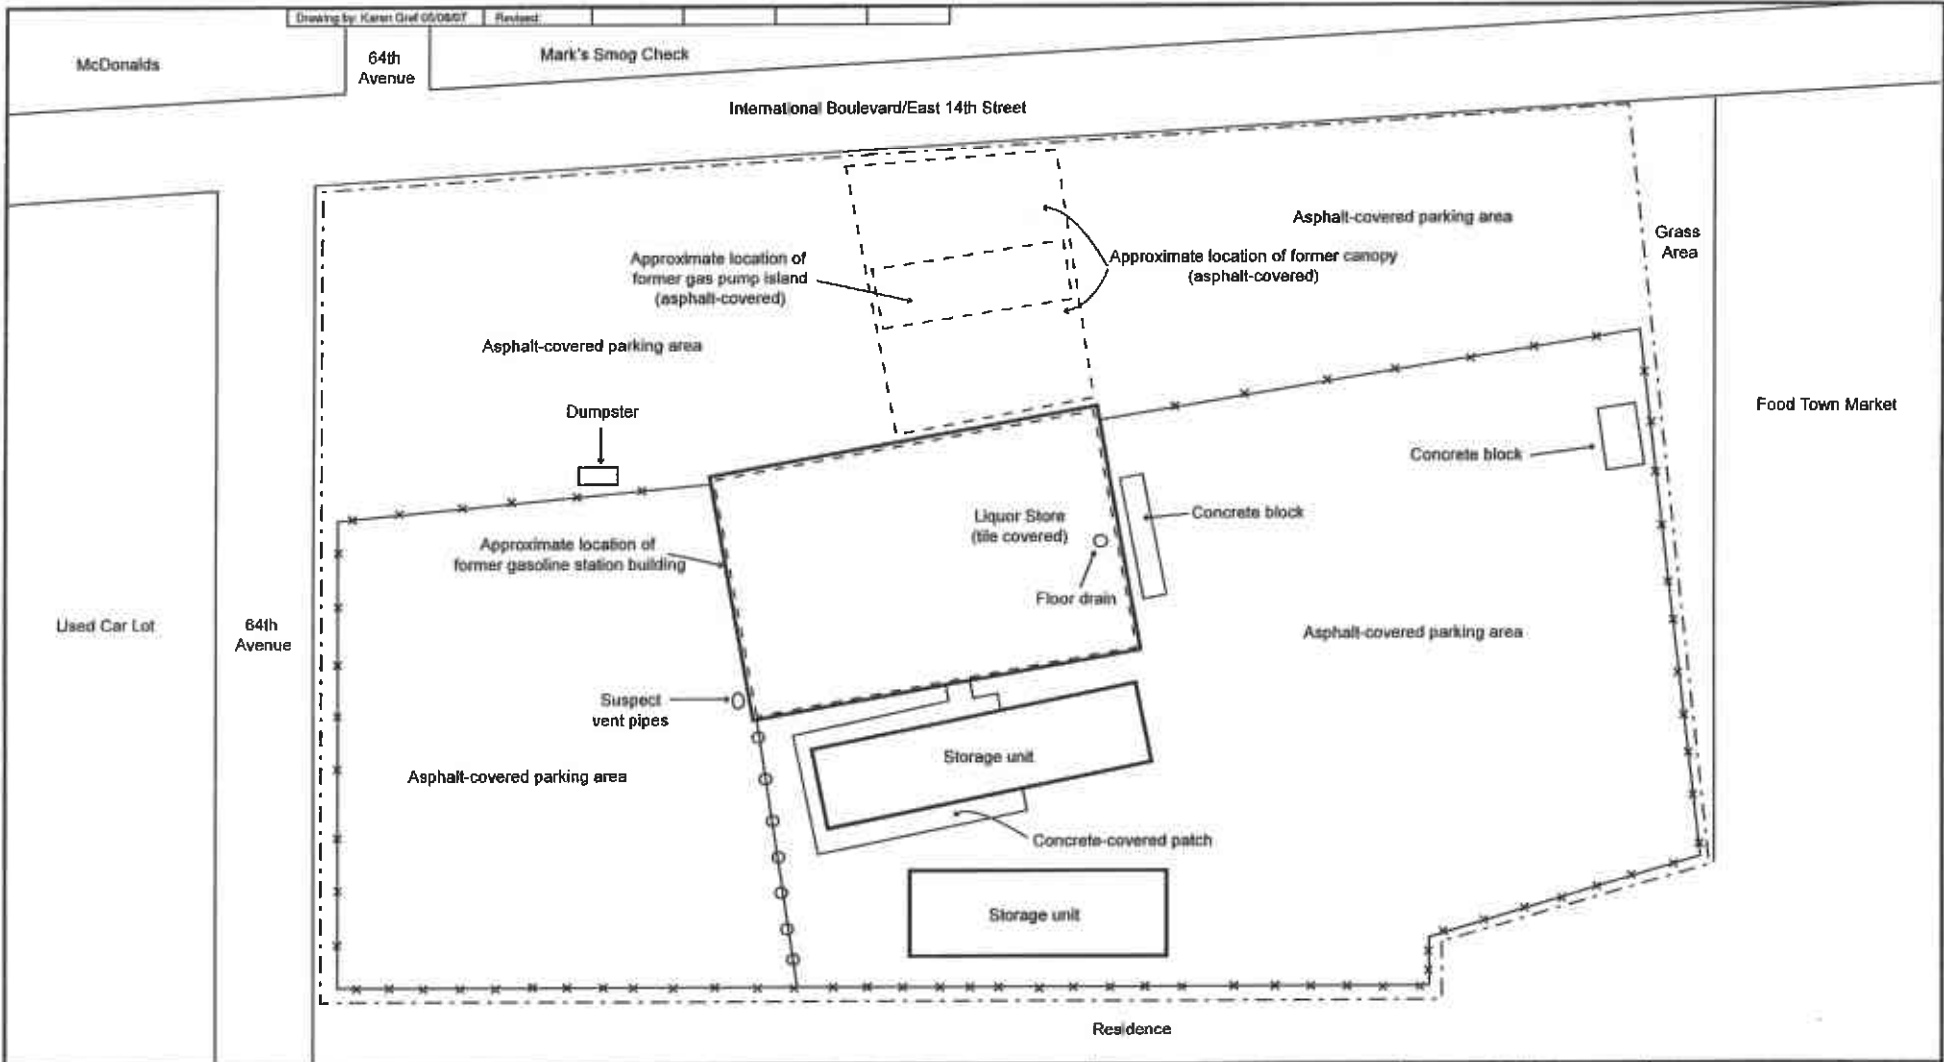 Drawing by: Karen Gref 05/08/07
Revised:
McDonalds
64th
Avenue
Mark's Smog Check
International Boulevard/East 14th Street
Asphalt-covered parking area
Grass
Area
Approximate location of
former gas pump island
(asphalt-covered)
Approximate location of former canopy
(asphalt-covered)
Asphalt-covered parking area
Dumpster
Food Town Market
Concrete block
Liquor Store
(tile covered)
Concrete block
Approximate location of
former gasoline station building
Floor drain
Used Car Lot
64th
Avenue
Asphalt-covered parking area
Suspect
vent pipes
Storage unit
Asphalt-covered parking area
Concrete-covered patch
Storage unit
Residence